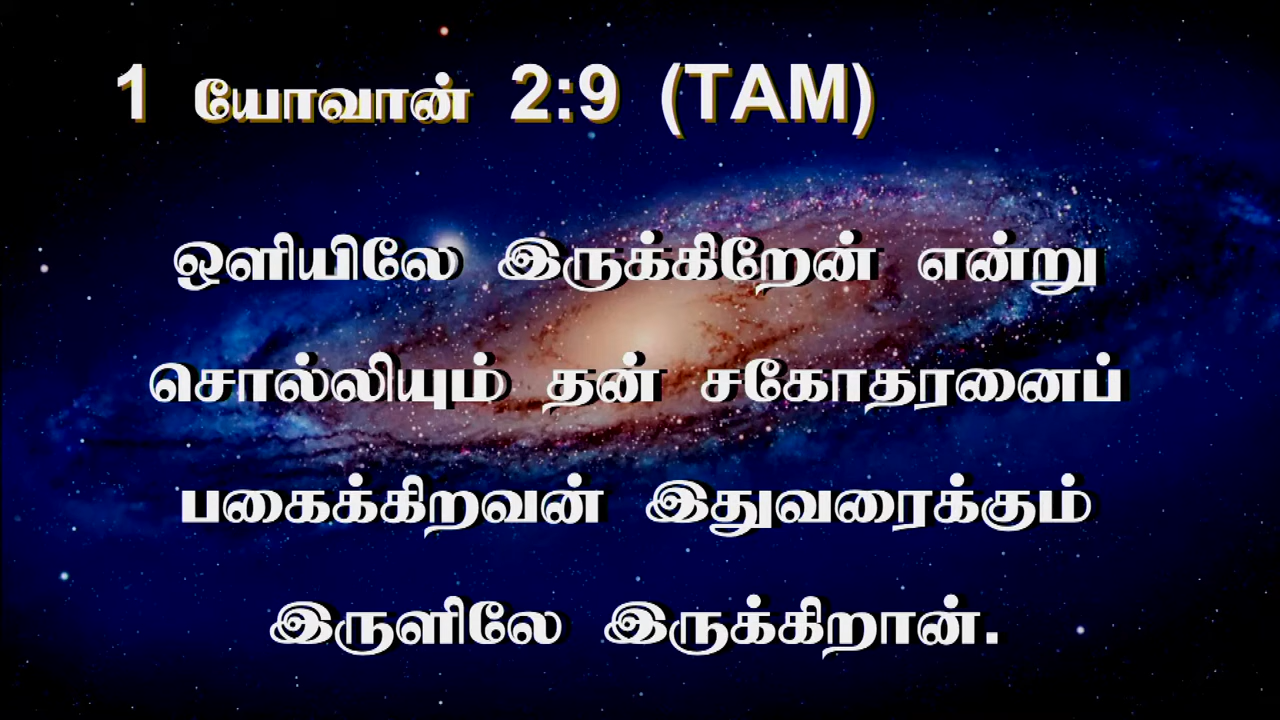 1 யோவான் 2:9 (TAM)
ஒளியிலே இருக்கிறேன் என்று
சொல்லியும் தன் சகோதரனைப்
பகைக்கிறவன் இதுவரைக்கும்
இருளிலே இருக்கிறான்.